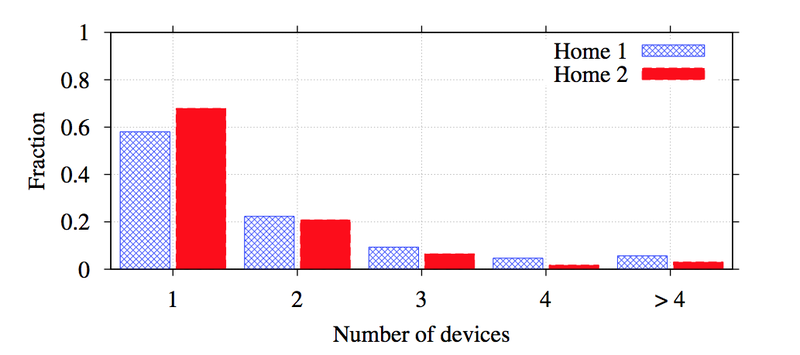 Fraction
1
0.8
0.6
0.4
0.2
0
Home 1
Home 2
1 2 3 4 > 4
Number of devices